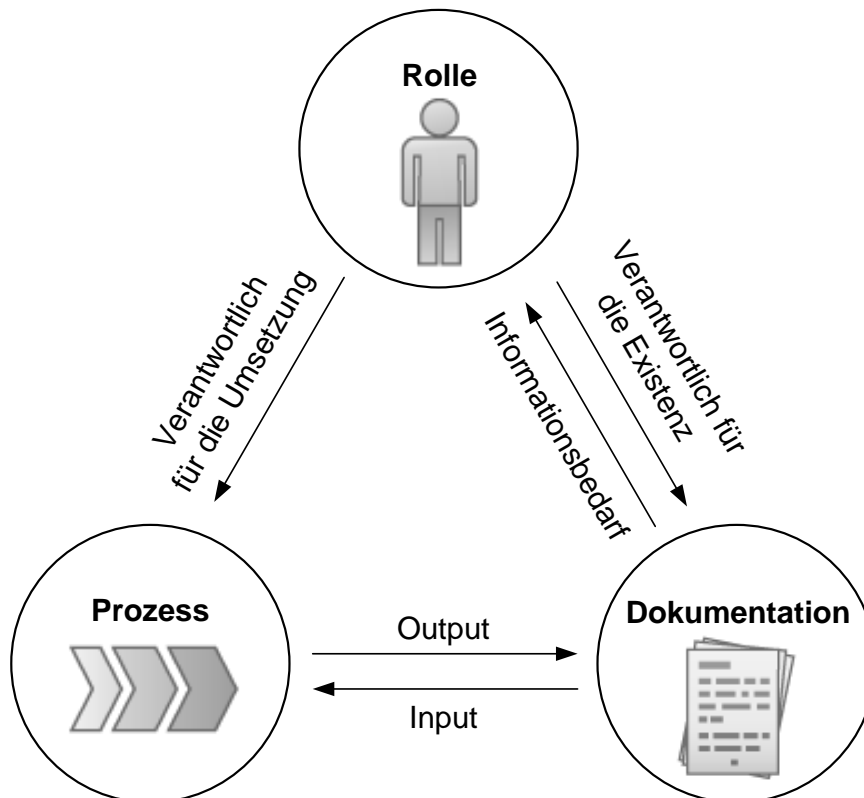 Rolle
Verantwortlich
für die Umsetzung
Informationsbedarf
Verantwortlich für
die Existenz
Prozess
Output
Input
Dokumentation